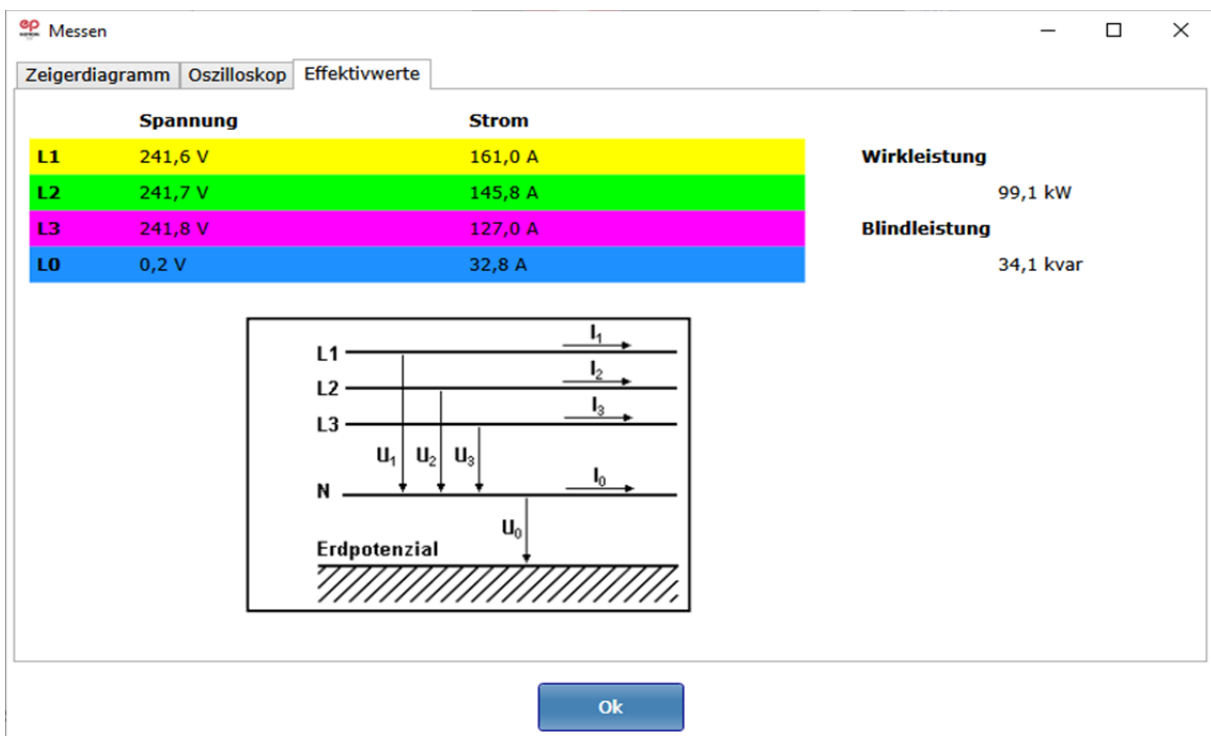 ep Messen
Zeigerdiagramm Oszilloskop Effektivwerte
Spannung Strom
L1 241,6 V 161,0 A Wirkleistung
L2 241,7 V 145,8 A 99,1 kW
L3 241,8 V 127,0 A Blindleistung
L0 0,2 V 32,8 A 34,1 kvar
I1
L1
I2
L2
I3
L3
U1 U2 U3
I0
N
U0
Erdpotenzial
Ok